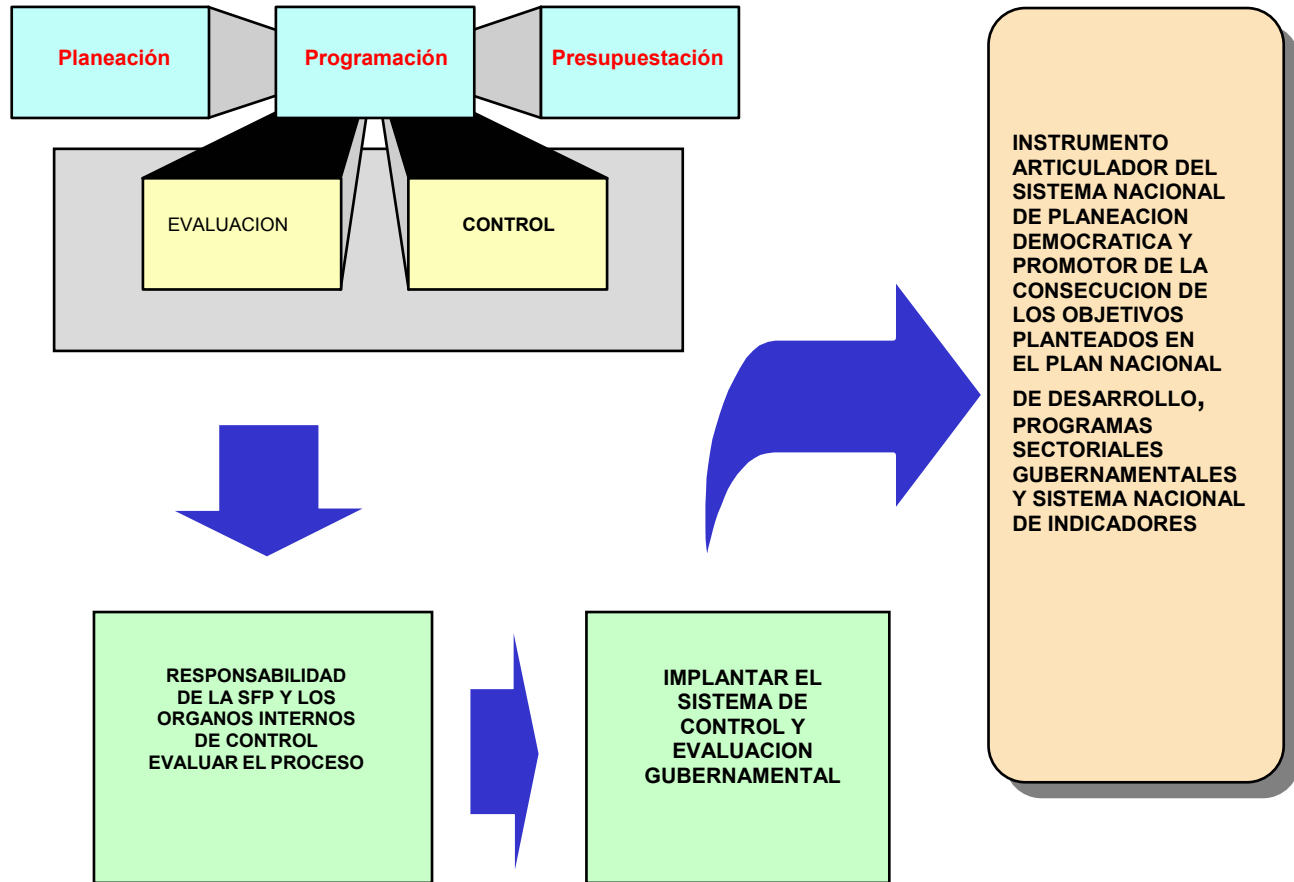 Planeación
Programación
Presupuestación
EVALUACION
CONTROL
RESPONSABILIDAD
DE LA SFP Y LOS
ORGANOS INTERNOS
DE CONTROL
EVALUAR EL PROCESO
IMPLANTAR EL
SISTEMA DE
CONTROL Y
EVALUACION
GUBERNAMENTAL
INSTRUMENTO
ARTICULADOR DEL
SISTEMA NACIONAL
DE PLANEACION
DEMOCRATICA Y
PROMOTOR DE LA
CONSECUCION DE
LOS OBJETIVOS
PLANTEADOS EN
EL PLAN NACIONAL
DE DESARROLLO,
PROGRAMAS
SECTORIALES
GUBERNAMENTALES
Y SISTEMA NACIONAL
DE INDICADORES